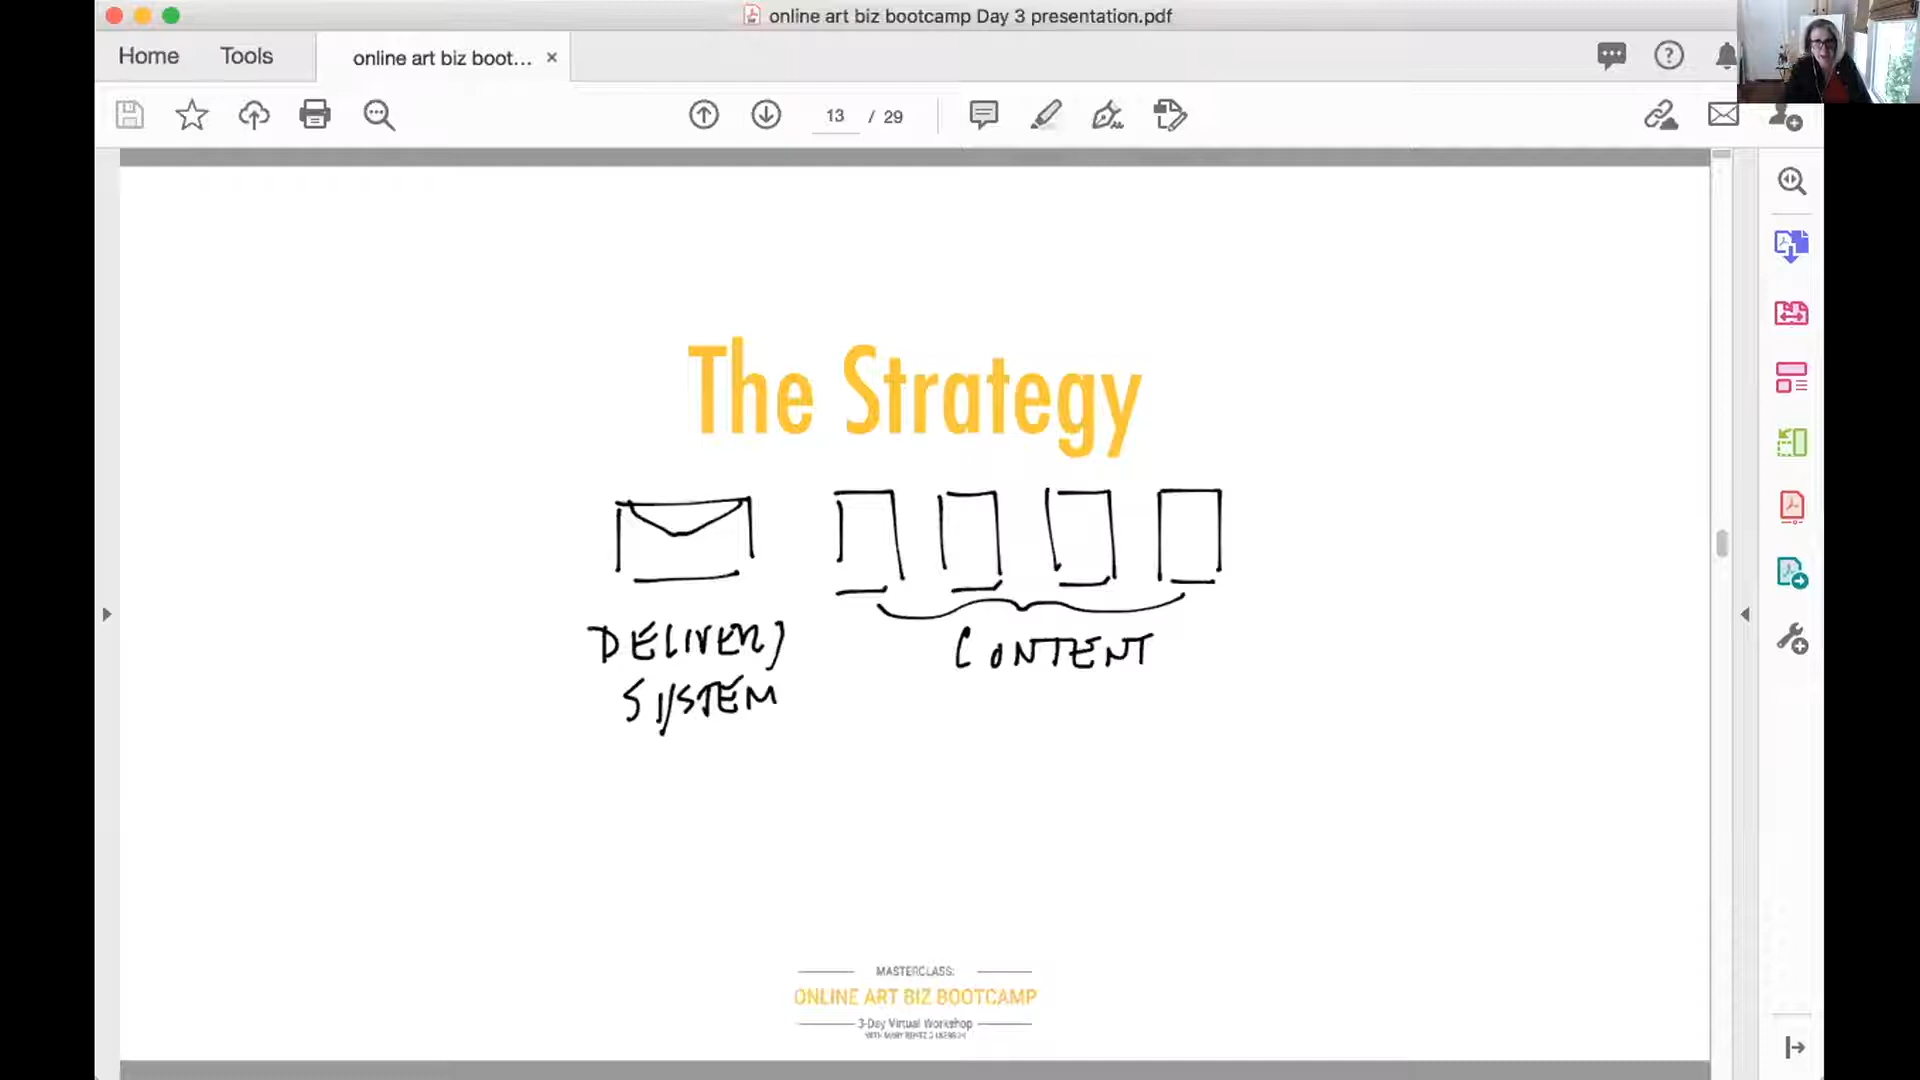 online art biz bootcamp Day 3 presentation.pdf
Home Tools online art biz boot... ×
13 / 29
The Strategy
DELIVERY
SYSTEM
CONTENT
MASTERCLASS:
ONLINE ART BIZ BOOTCAMP
3-Day Virtual Workshop